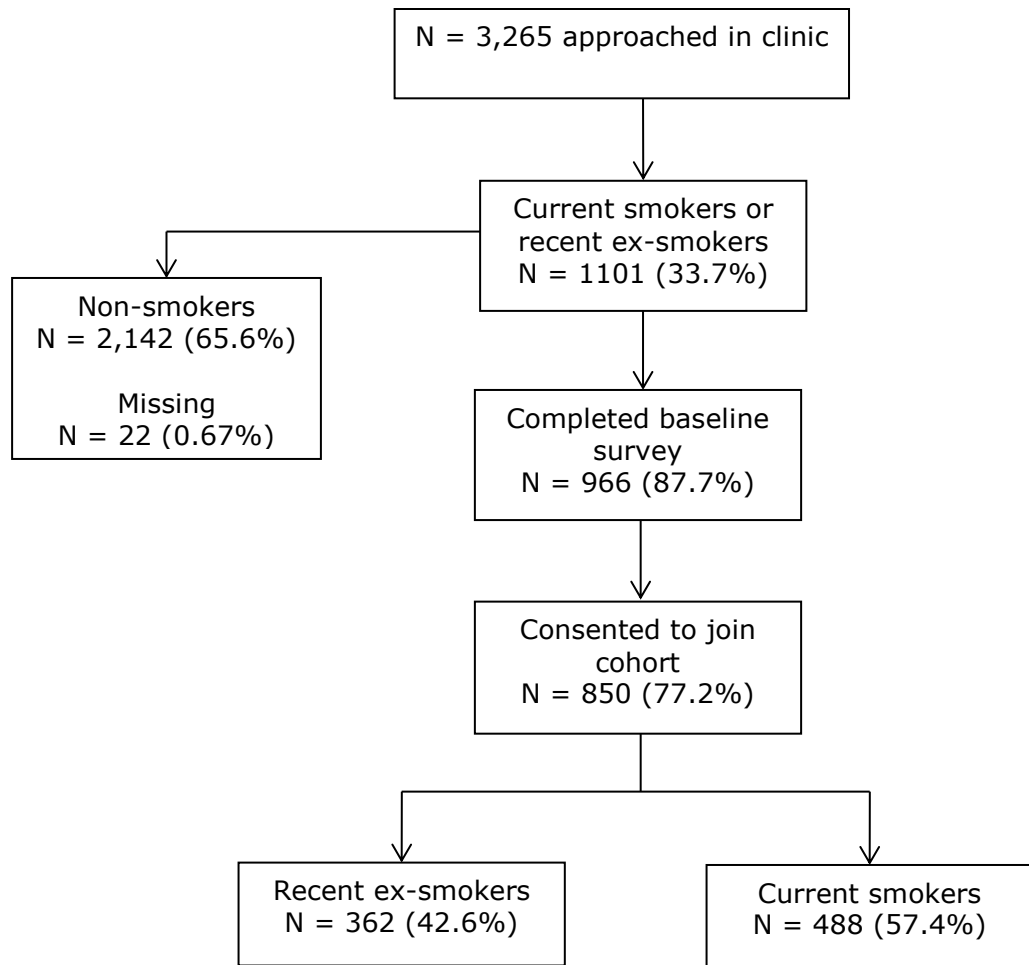 N = 3,265 approached in clinic
Current smokers or
recent ex-smokers
N = 1101 (33.7%)
Non-smokers
N = 2,142 (65.6%)
Missing
N = 22 (0.67%)
Completed baseline
survey
N = 966 (87.7%)
Consented to join
cohort
N = 850 (77.2%)
Recent ex-smokers
N = 362 (42.6%)
Current smokers
N = 488 (57.4%)